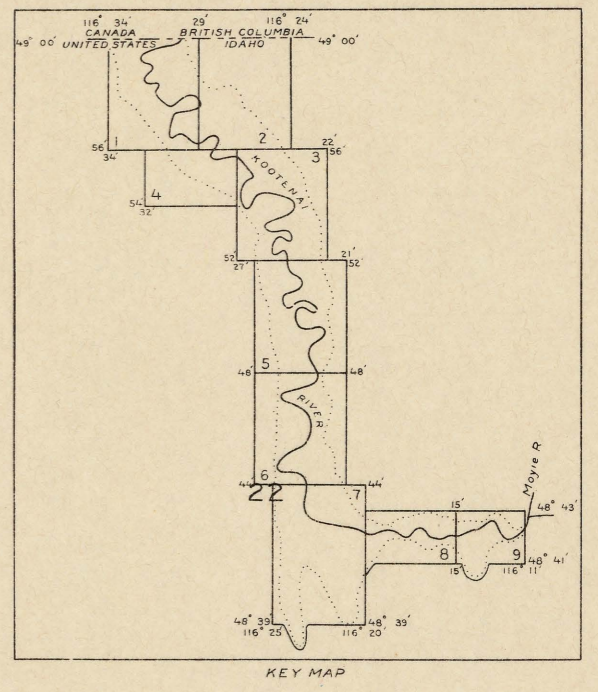 116° 34' 29' 116° 24'
CANADA BRITISH COLUMBIA
49° 00' UNITED STATES IDAHO 49° 00'
56' 1 2 22'
34' 3 56'
KOOTENAI
4
54'
32'
52' 21'
27' 52'
5
48' 48'
RIVER
6
44' 44'
22 7
Moyie R
15' 48° 43'
8 9 48° 41'
15' 116° 11'
48° 39' 48° 39'
116° 25' 116° 20'
KEY MAP